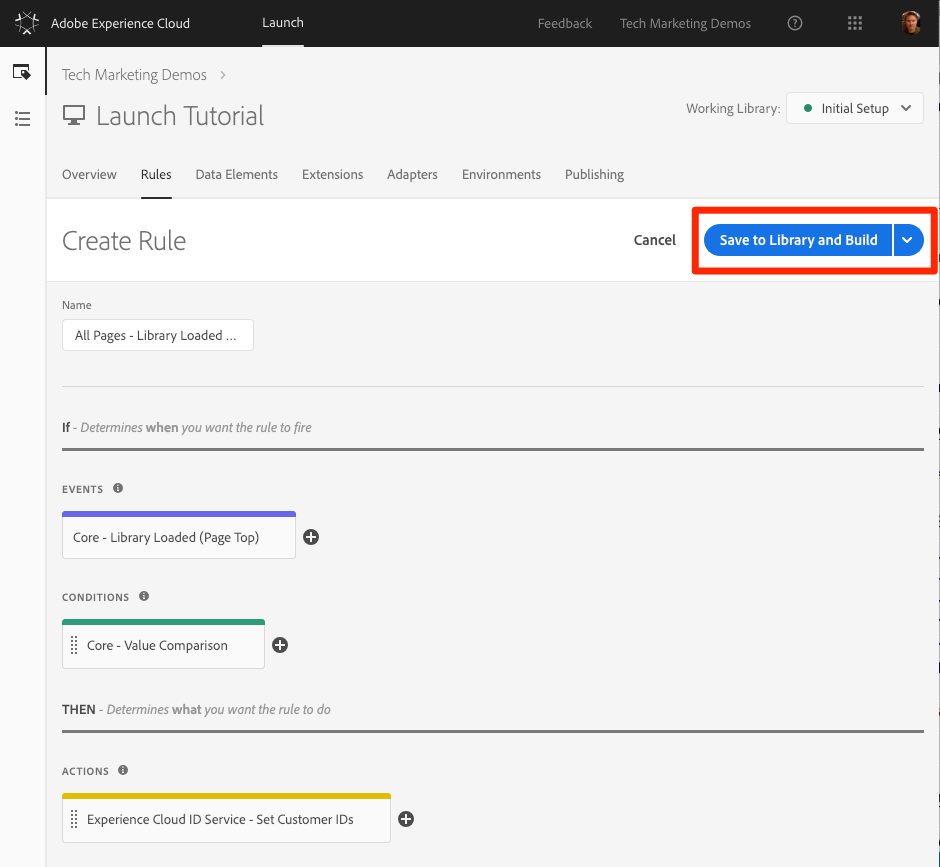 Adobe Experience Cloud Launch Feedback Tech Marketing Demos
Tech Marketing Demos
Launch Tutorial
Working Library: Initial Setup
Overview Rules Data Elements Extensions Adapters Environments Publishing
Create Rule
Cancel Save to Library and Build
Name
All Pages - Library Loaded ...
If - Determines when you want the rule to fire
EVENTS
Core - Library Loaded (Page Top)
CONDITIONS
Core - Value Comparison
THEN - Determines what you want the rule to do
ACTIONS
Experience Cloud ID Service - Set Customer IDs